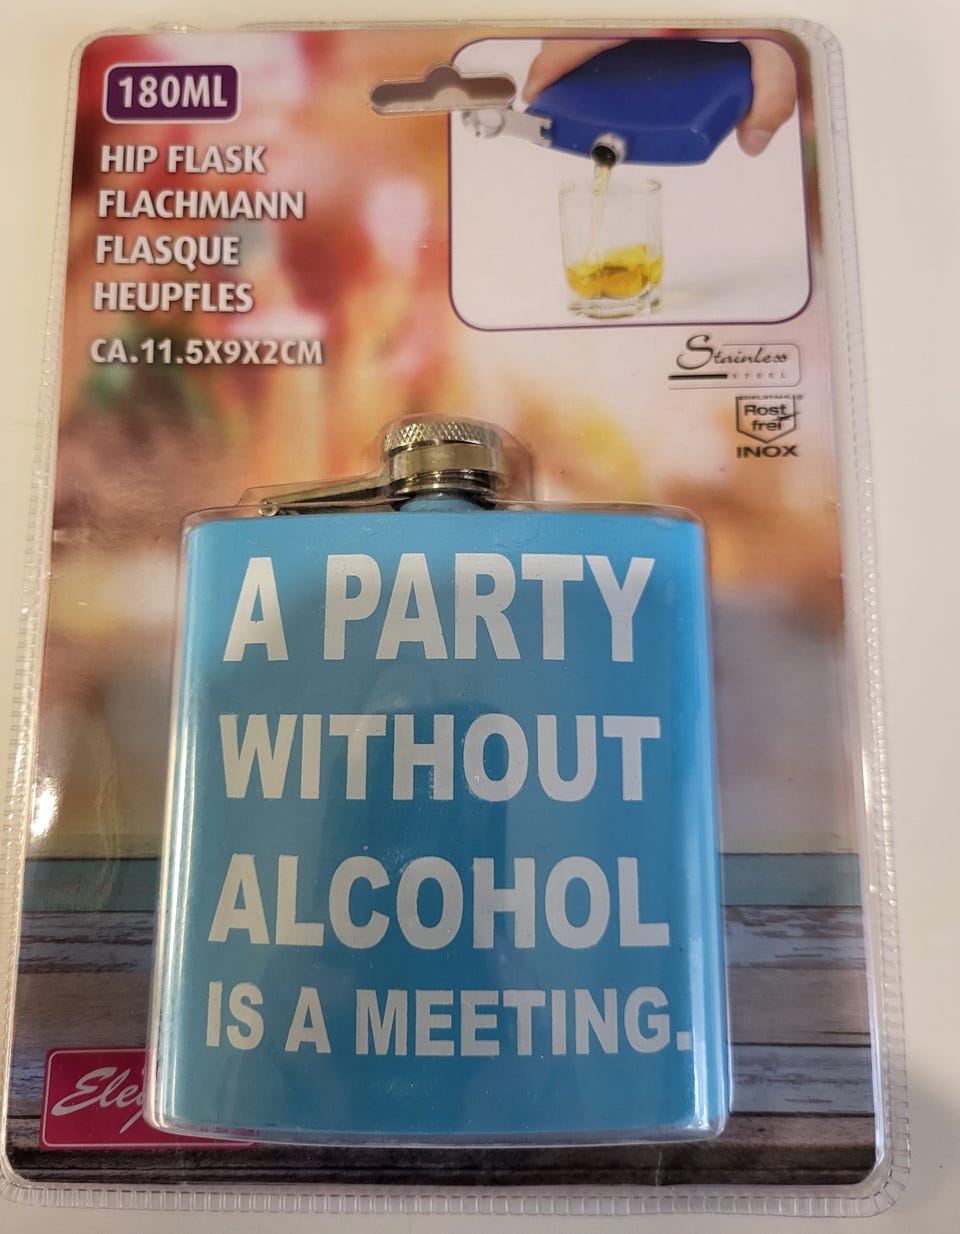 180ML
HIP FLASK
FLACHMANN
FLASQUE
HEUPFLES
CA.11.5X9X2CM
Stainless
STEEL
EDELSTAHL
Rost
frei
INOX
A PARTY
WITHOUT
ALCOHOL
IS A MEETING.